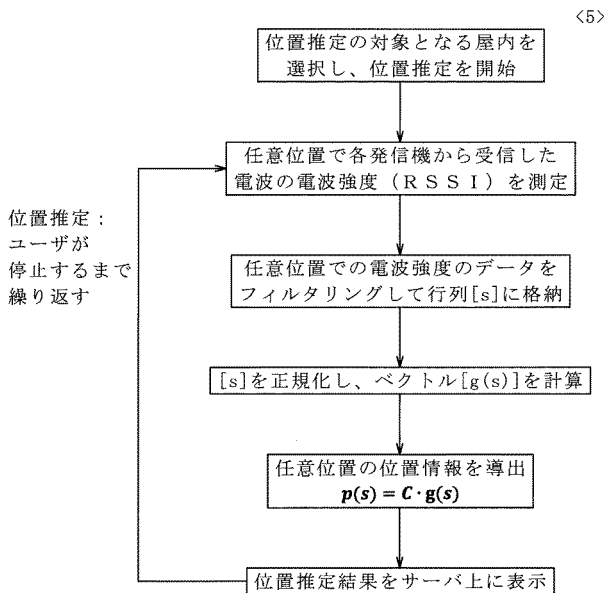 <5>
位置推定の対象となる屋内を
選択し、位置推定を開始
任意位置で各発信機から受信した
電波の電波強度（RSSI）を測定
位置推定：
ユーザが
停止するまで
繰り返す
任意位置での電波強度のデータを
フィルタリングして行列[s]に格納
[s]を正規化し、ベクトル[g(s)]を計算
任意位置の位置情報を導出
p(s) = C · g(s)
位置推定結果をサーバ上に表示